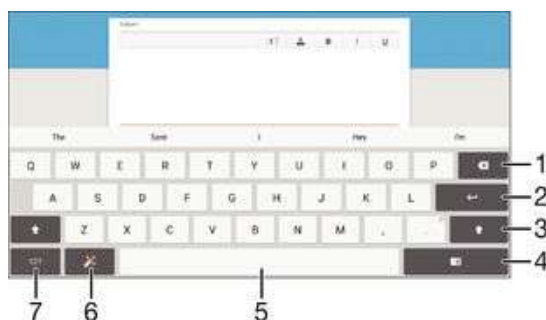 Subject
B I U
The Sent I Hey I'm
Q W E R T Y U I O P 1
A S D F G H J K L 2
Z X C V B N M , . 3
123 4
7 6 5